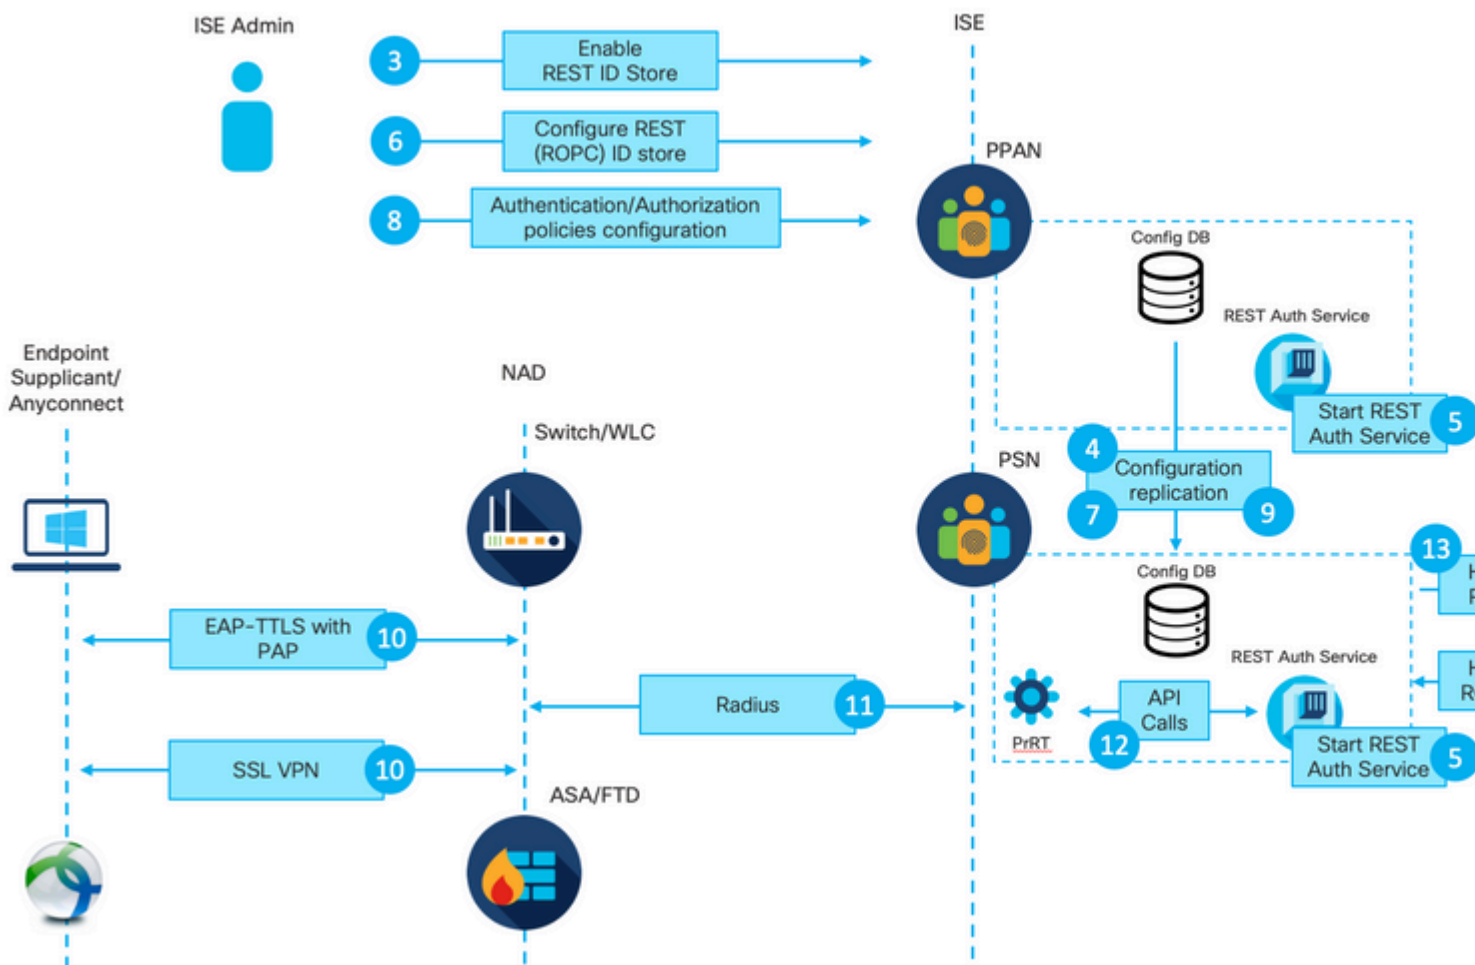 ISE Admin
ISE
3
Enable
REST ID Store
6
Configure REST
(ROPC) ID store
PPAN
8
Authentication/Authorization
policies configuration
Config DB
REST Auth Service
Start REST
Auth Service
5
Endpoint
Supplicant/
Anyconnect
NAD
Switch/WLC
PSN
4
Configuration
replication
7
9
13
Config DB
EAP-TTLS with
PAP
10
REST Auth Service
Radius
11
API
Calls
12
PrRT
SSL VPN
10
Start REST
Auth Service
5
ASA/FTD